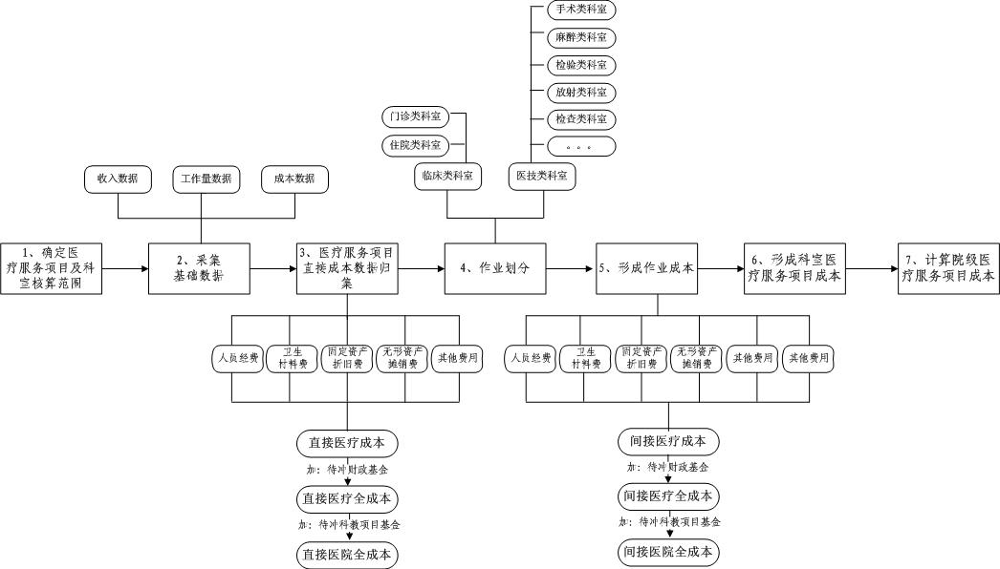 手术类科室
麻醉类科室
检验类科室
放射类科室
检查类科室
。。。
门诊类科室
住院类科室
临床类科室
医技类科室
收入数据
工作量数据
成本数据
1、确定医
疗服务项目及科
室核算范围
2、采集
基础数据
3、医疗服务项目
直接成本数据归
集
4、作业划分
5、形成作业成本
6、形成科室医
疗服务项目成本
7、计算院级医
疗服务项目成本
人员经费
卫生
材料费
固定资产
折旧费
无形资产
摊销费
其他费用
人员经费
卫生
材料费
固定资产
折旧费
无形资产
摊销费
其他费用
其他费用
直接医疗成本
加：待冲财政基金
直接医疗全成本
加：待冲科教项目基金
直接医院全成本
间接医疗成本
加：待冲财政基金
间接医疗全成本
加：待冲科教项目基金
间接医院全成本